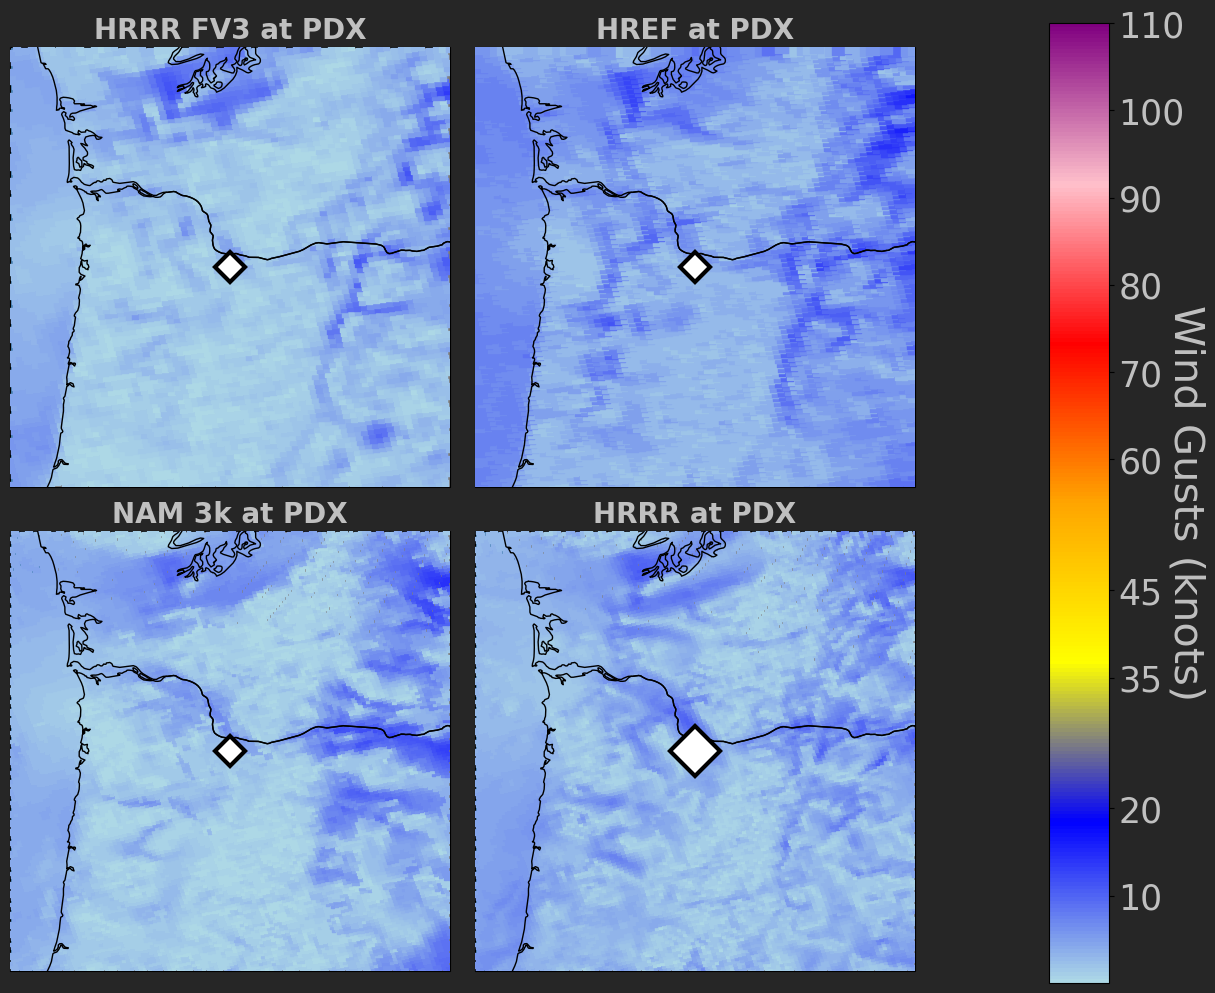 HRRR FV3 at PDX
HREF at PDX
NAM 3k at PDX
HRRR at PDX
110
100
90
80
70
60
45
35
20
10
Wind Gusts (knots)